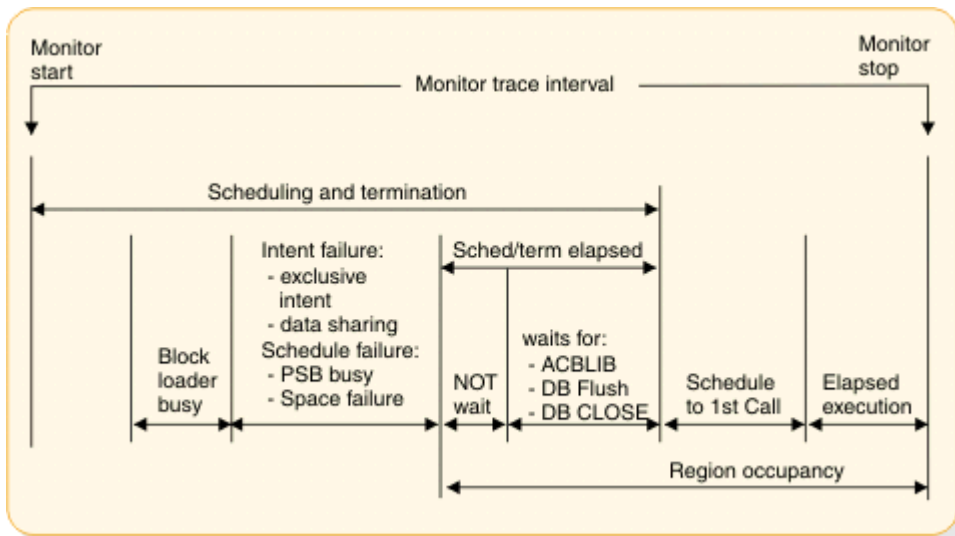 Monitor
start
Monitor
stop
Monitor trace interval
Scheduling and termination
Intent failure:
- exclusive
intent
- data sharing
Schedule failure:
- PSB busy
- Space failure
Sched/term elapsed
Block
loader
busy
NOT
wait
waits for:
- ACBLIB
- DB Flush
- DB CLOSE
Schedule
to 1st Call
Elapsed
execution
Region occupancy